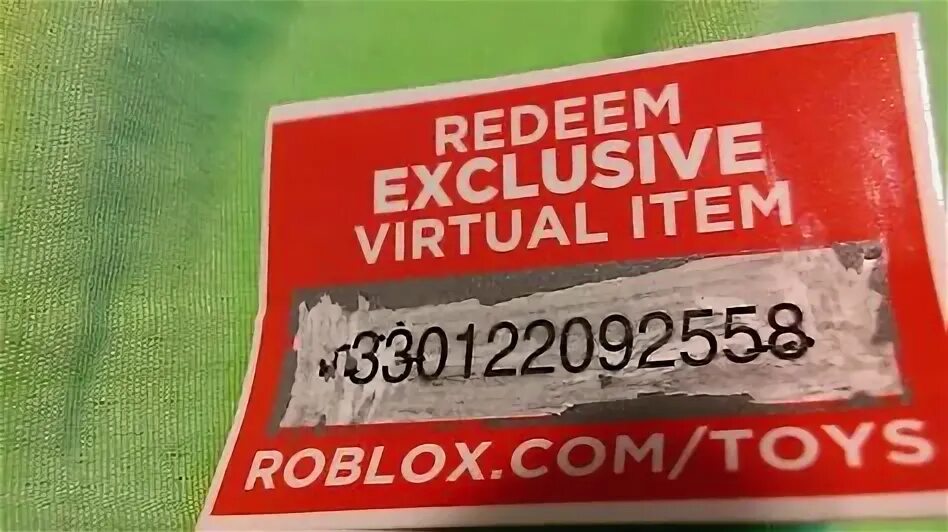 REDEEM
EXCLUSIVE
VIRTUAL ITEM
330122092558
ROBLOX.COM/TOYS